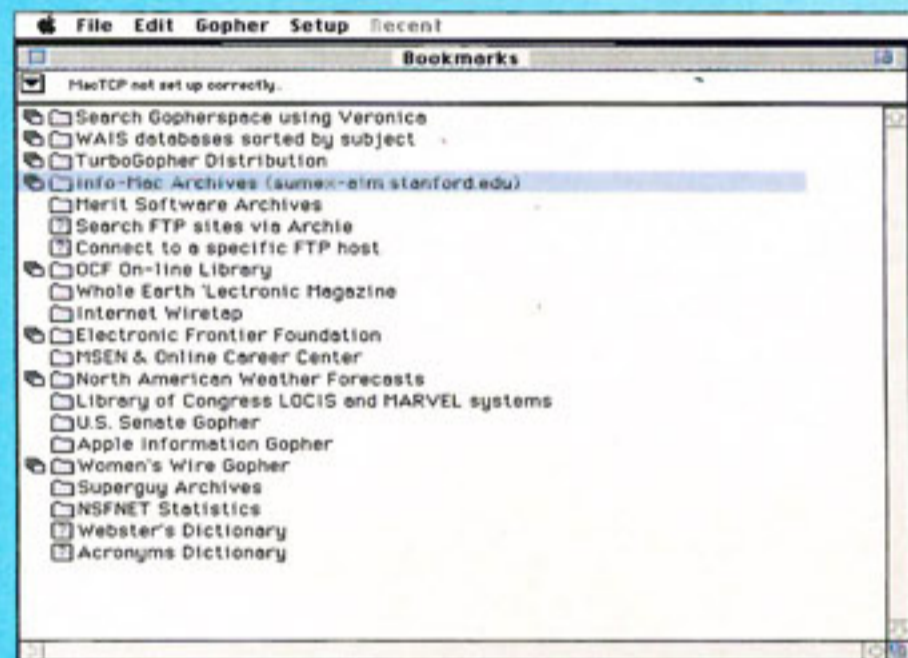 File Edit Gopher Setup Recent
Bookmarks
MacTCP not set up correctly.
Search Gopherspace using Veronica
WAIS databases sorted by subject
TurboGopher Distribution
Info-Mac Archives (sumex-aim.stanford.edu)
Merit Software Archives
Search FTP sites via Archie
Connect to a specific FTP host
OCF On-line Library
Whole Earth 'Lectronic Magazine
Internet Wiretap
Electronic Frontier Foundation
MSEN & Online Career Center
North American Weather Forecasts
Library of Congress LOCIS and MARVEL systems
U.S. Senate Gopher
Apple Information Gopher
Women's Wire Gopher
Superguy Archives
NSFNET Statistics
Webster's Dictionary
Acronyms Dictionary